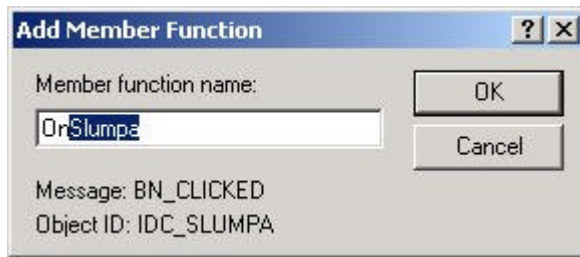 Add Member Function
Member function name:
OK
OnSlumpa
Cancel
Message: BN_CLICKED
Object ID: IDC_SLUMPA